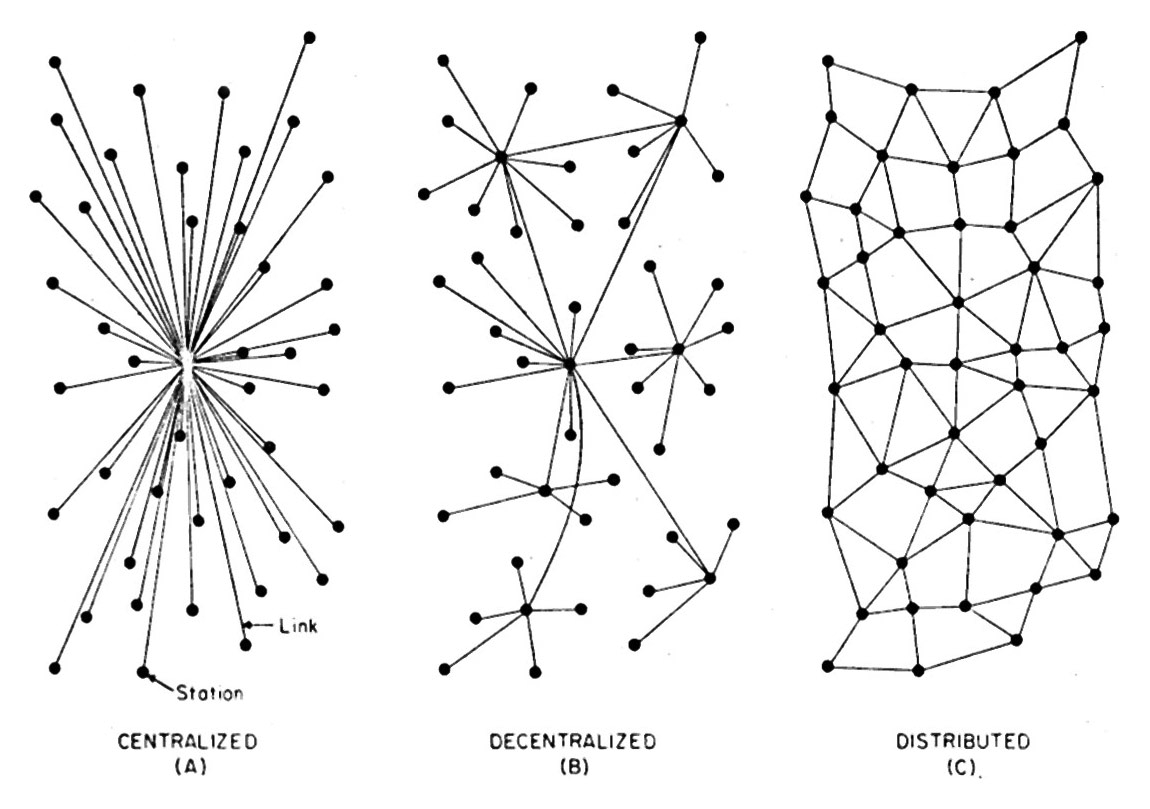 Link
Station
CENTRALIZED
(A)
DECENTRALIZED
(B)
DISTRIBUTED
(C)